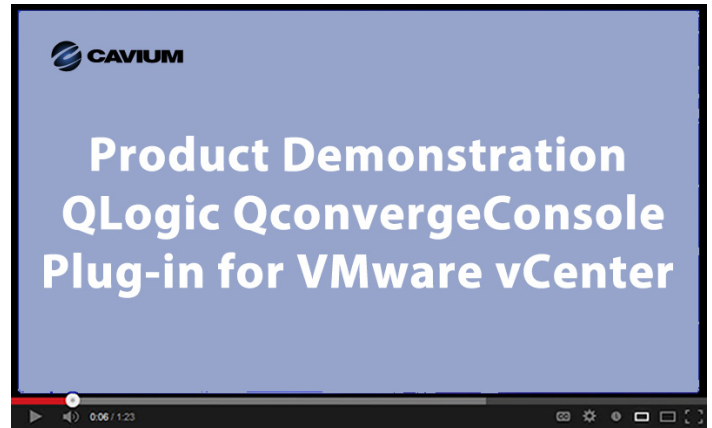 CAVIUM
Product Demonstration
QLogic QconvergeConsole
Plug-in for VMware vCenter
0:06 / 1:23